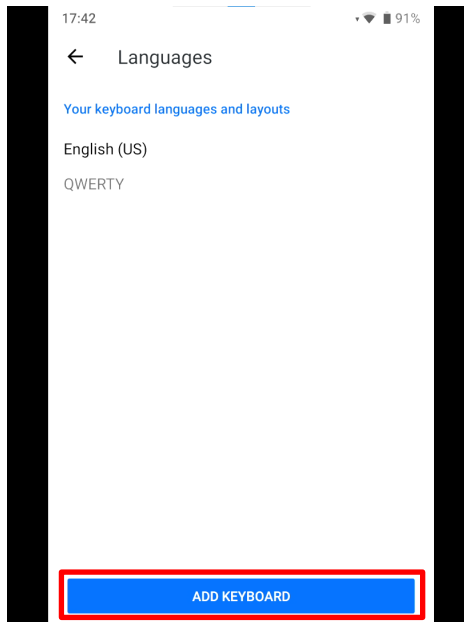 17:42 91%
Languages
Your keyboard languages and layouts
English (US)
QWERTY
ADD KEYBOARD